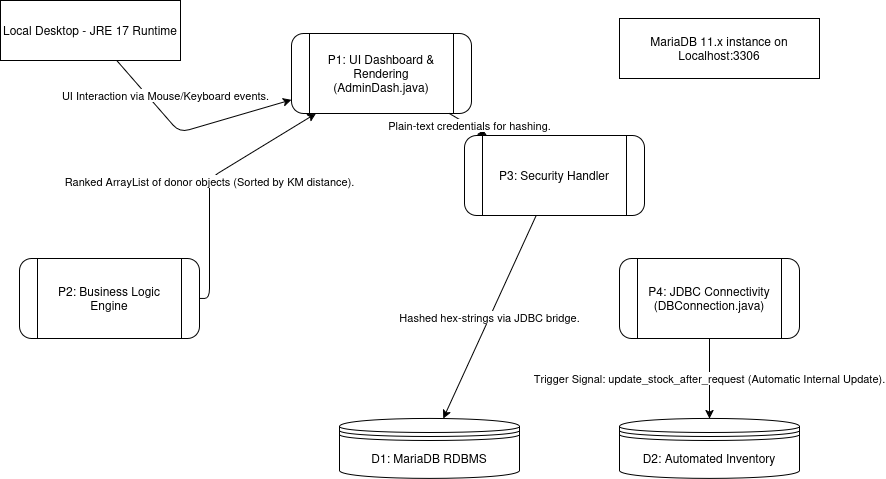 Local Desktop - JRE 17 Runtime
P1: UI Dashboard &
Rendering
(AdminDash.java)
MariaDB 11.x instance on
Localhost:3306
UI Interaction via Mouse/Keyboard events.
Plain-text credentials for hashing.
P3: Security Handler
Ranked ArrayList of donor objects (Sorted by KM distance).
P2: Business Logic
Engine
P4: JDBC Connectivity
(DBConnection.java)
Hashed hex-strings via JDBC bridge.
Trigger Signal: update_stock_after_request (Automatic Internal Update).
D1: MariaDB RDBMS
D2: Automated Inventory